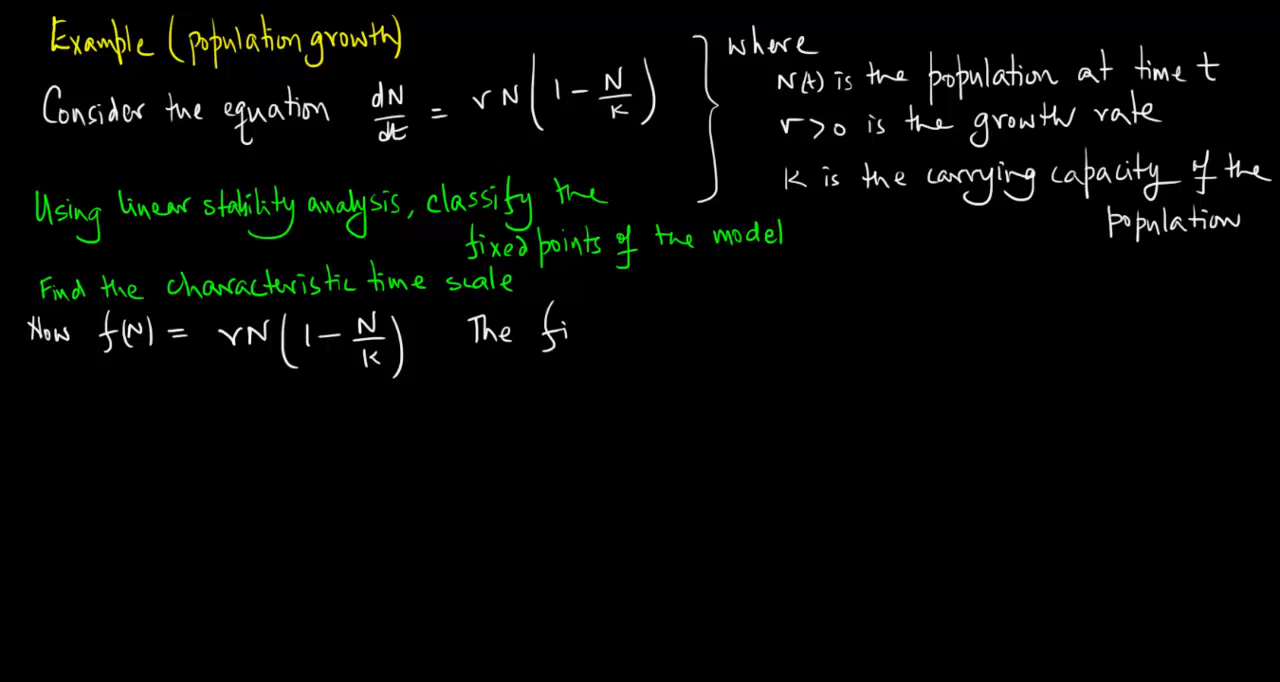 Example (population growth)
Consider the equation dN/dt = rN(1 - N/K)
where
N(t) is the population at time t
r>0 is the growth rate
K is the carrying capacity of the
population
Using linear stability analysis, classify the
fixed points of the model
Find the characteristic time scale
Now f(N) = rN(1 - N/K) The fi